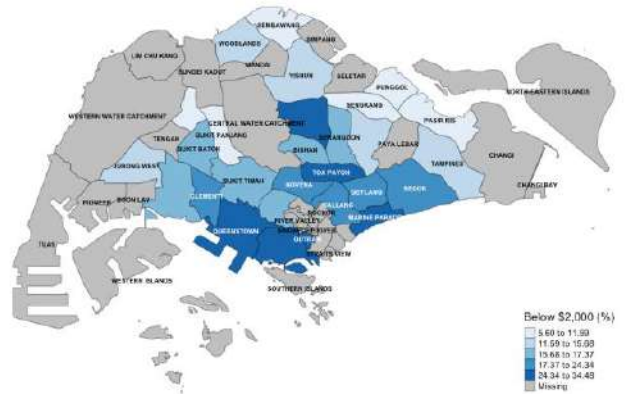 SEMBAWANG
SIMPANG
WOODLANDS
LIM CHU KANG
MANDAI
SUNGEI KADUT
YISHUN
SELETAR
PUNGGOL
NORTH-EASTERN ISLANDS
SENGKANG
WESTERN WATER CATCHMENT
CENTRAL WATER CATCHMENT
PASIR RIS
TENGAH
BUKIT PANJANG
SERANGOON
PAYA LEBAR
BUKIT BATOK
BISHAN
CHANGI
JURONG WEST
TAMPINES
TOA PAYOH
BUKIT TIMAH
NOVENA
CHANGI BAY
CLEMENTI
GEYLANG
BEDOK
PIONEER
BOON LAY
KALLANG
ROCHOR
RIVER VALLEY
MARINE PARADE
QUEENSTOWN
OUTRAM
TUAS
STRAITS VIEW
WESTERN ISLANDS
SOUTHERN ISLANDS
Below $2,000 (%)
5.60 to 11.59
11.59 to 15.68
15.68 to 17.37
17.37 to 24.34
24.34 to 34.48
Missing